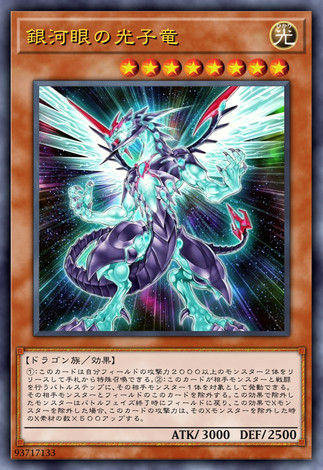 銀河眼の光子竜
光
【ドラゴン族／効果】
①：このカードは自分フィールドの攻撃力２０００以上のモンスター２体をリ
リースして手札から特殊召喚できる。②：このカードが相手モンスターと戦闘
を行うバトルステップに、その相手モンスター１体を対象として発動できる。
その相手モンスターとフィールドのこのカードを除外する。この効果で除外し
たモンスターはバトルフェイズ終了時にフィールドに戻り、この効果でＸモン
スターを除外した場合、このカードの攻撃力は、そのＸモンスターを除外した時
のＸ素材の数×５００アップする。
ATK/ 3000 DEF/2500
93717133